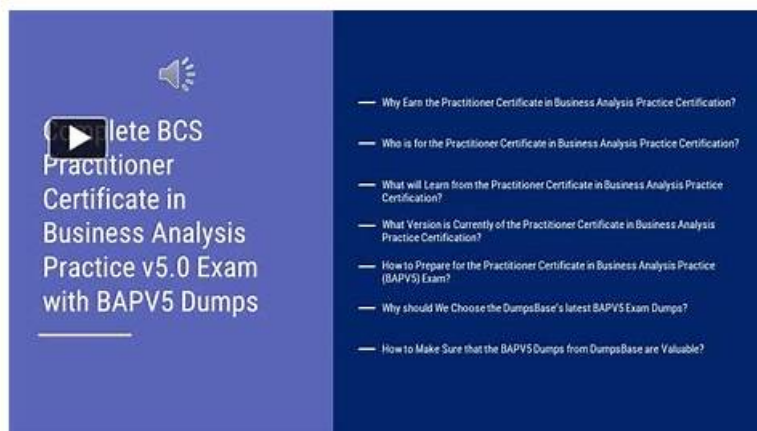 Complete BCS
Practitioner
Certificate in
Business Analysis
Practice v5.0 Exam
with BAPV5 Dumps
Why Earn the Practitioner Certificate in Business Analysis Practice Certification?
Who is for the Practitioner Certificate in Business Analysis Practice Certification?
What will Learn from the Practitioner Certificate in Business Analysis Practice
Certification?
What Version is Currently of the Practitioner Certificate in Business Analysis
Practice Certification?
How to Prepare for the Practitioner Certificate in Business Analysis Practice
(BAPV5) Exam?
Why should We Choose the DumpsBase's latest BAPV5 Exam Dumps?
How to Make Sure that the BAPV5 Dumps from DumpsBase are Valuable?